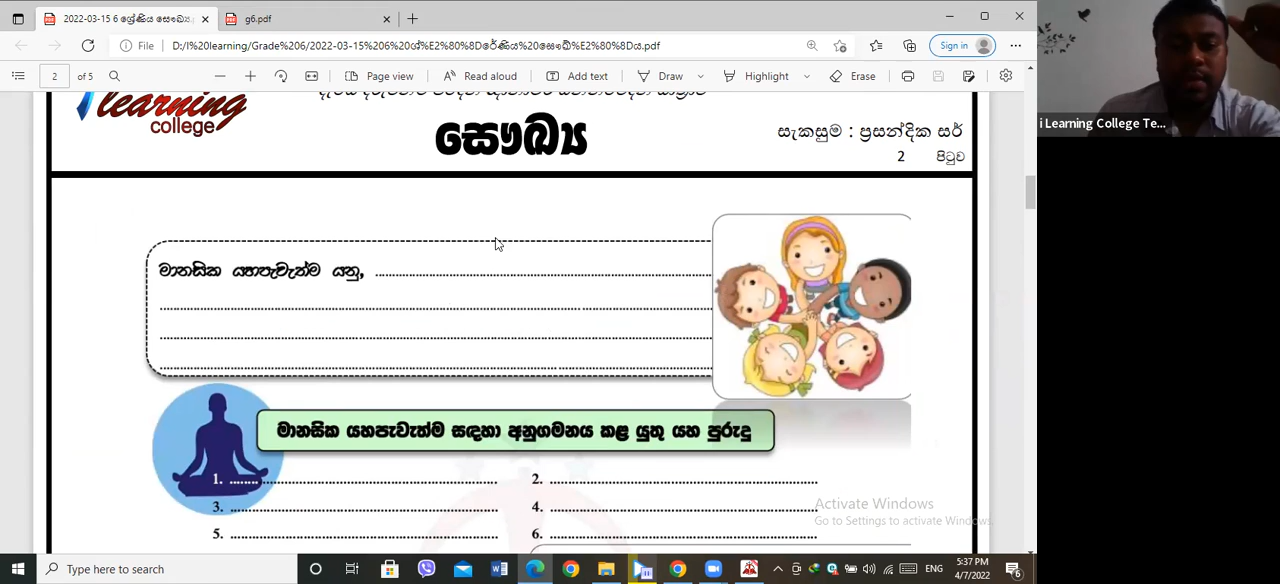 2022-03-15 6 ශ්‍රේණිය සෞඛ්‍ය.p
g6.pdf
File
D:/I%20learning/Grade%206/2022-03-15%206%20ශ්%E2%80%8Dරේණිය%20සෞඛ්%E2%80%8Dය.pdf
Sign in
2
of 5
Page view
Read aloud
Add text
Draw
Highlight
Erase
i Learning College Te...
learning
college
සෞඛ්‍ය
සැකසුම : ප්‍රසන්දික සර්
2 පිටුව
මානසික යහපැවැත්ම යනු, ........................................
මානසික යහපැවැත්ම සඳහා අනුගමනය කළ යුතු යහ පුරුදු
1. ........................................ 2. ........................................
3. ........................................ 4. ........................................
5. ........................................ 6. ........................................
Activate Windows
Go to Settings to activate Windows.
Type here to search
ENG
5:37 PM
4/7/2022
6